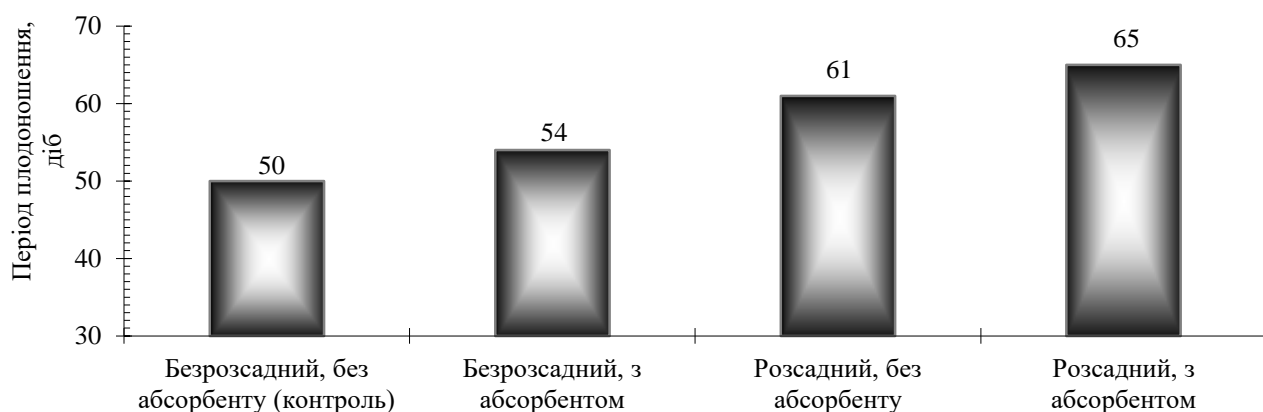 Період плодоношення,
діб
70
60
50
40
30
50
54
61
65
Безрозсадний, без
абсорбенту (контроль)
Безрозсадний, з
абсорбентом
Розсадний, без
абсорбенту
Розсадний, з
абсорбентом